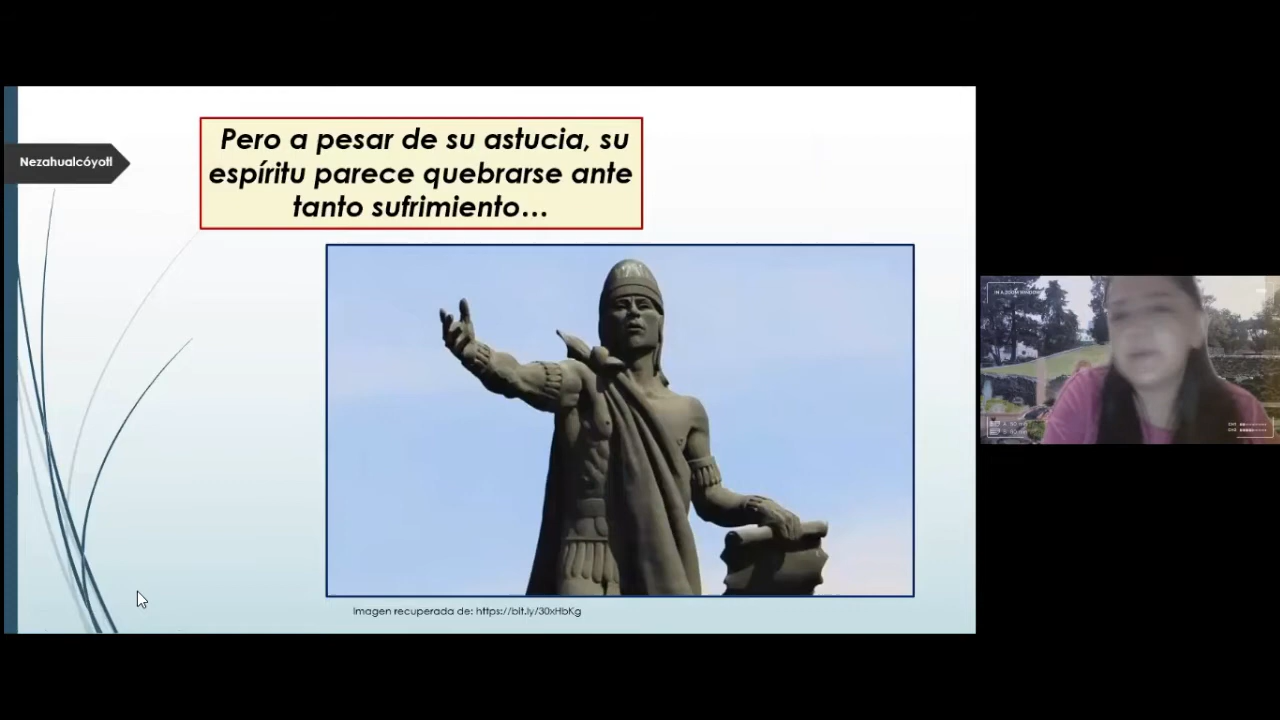 Nezahualcóyotl
Pero a pesar de su astucia, su
espíritu parece quebrarse ante
tanto sufrimiento...
Imagen recuperada de: https://bit.ly/30xHbKg